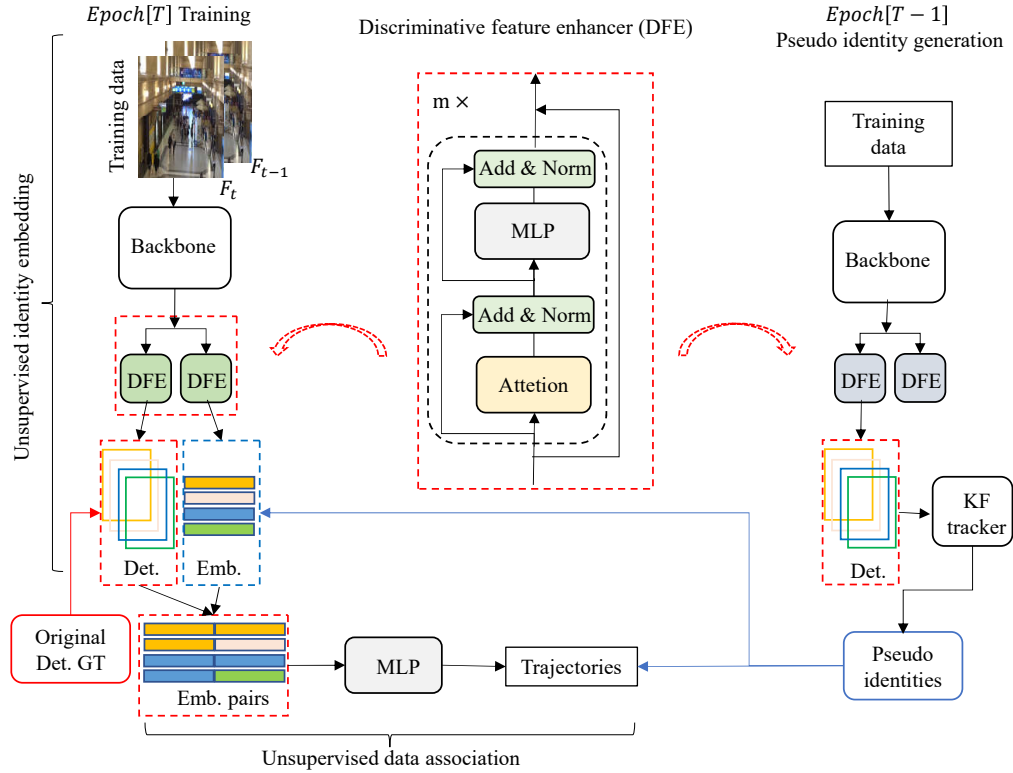 Epoch[T] Training
Discriminative feature enhancer (DFE)
Epoch[T − 1]
Pseudo identity generation
Unsupervised identity embedding
Training data
F_{t−1}
F_t
Backbone
DFE
DFE
Det.
Emb.
Original
Det. GT
Emb. pairs
MLP
Trajectories
Unsupervised data association
m ×
Add & Norm
MLP
Add & Norm
Attetion
Training
data
Backbone
DFE
DFE
Det.
KF
tracker
Pseudo
identities